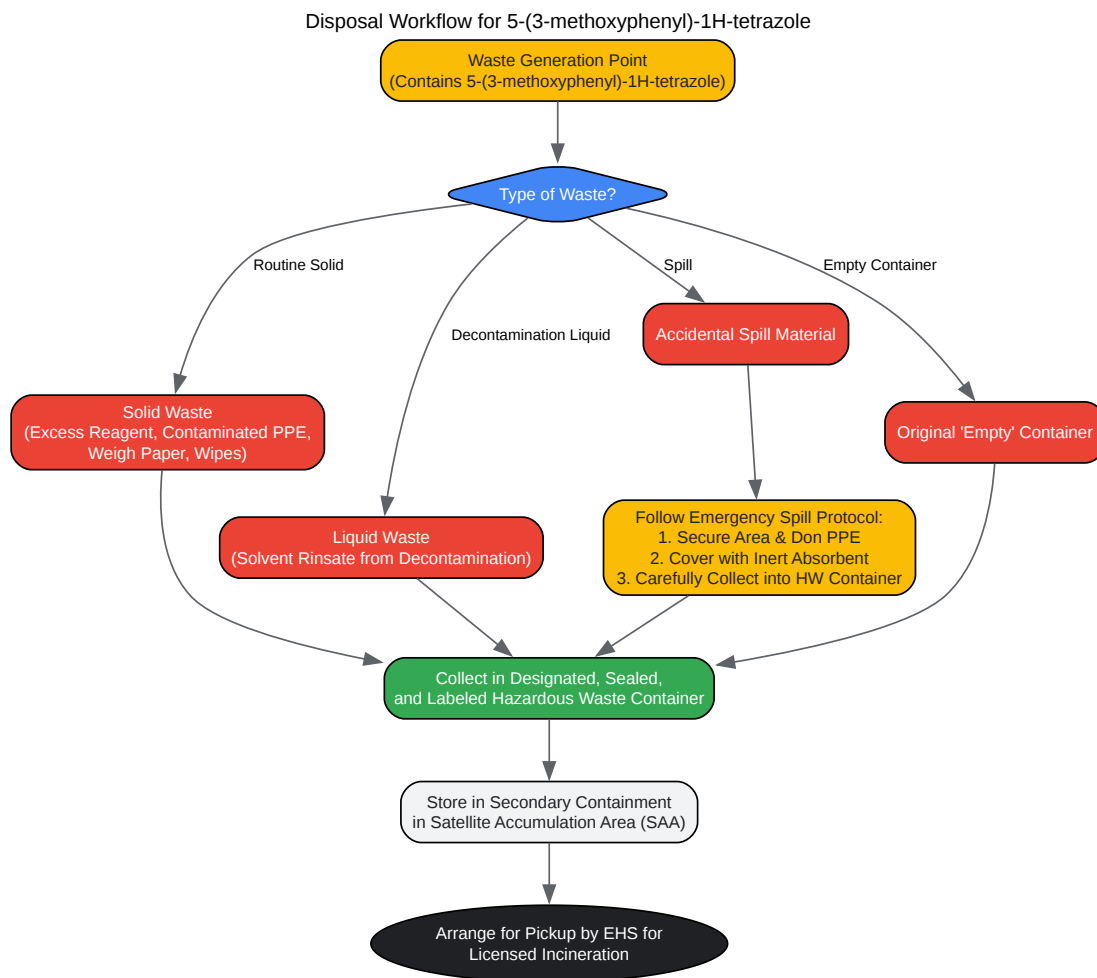 Disposal Workflow for 5-(3-methoxyphenyl)-1H-tetrazole
Waste Generation Point
(Contains 5-(3-methoxyphenyl)-1H-tetrazole)
Type of Waste?
Routine Solid
Spill
Empty Container
Decontamination Liquid
Accidental Spill Material
Solid Waste
(Excess Reagent, Contaminated PPE,
Weigh Paper, Wipes)
Original 'Empty' Container
Liquid Waste
(Solvent Rinsate from Decontamination)
Follow Emergency Spill Protocol:
1. Secure Area & Don PPE
2. Cover with Inert Absorbent
3. Carefully Collect into HW Container
Collect in Designated, Sealed,
and Labeled Hazardous Waste Container
Store in Secondary Containment
in Satellite Accumulation Area (SAA)
Arrange for Pickup by EHS for
Licensed Incineration